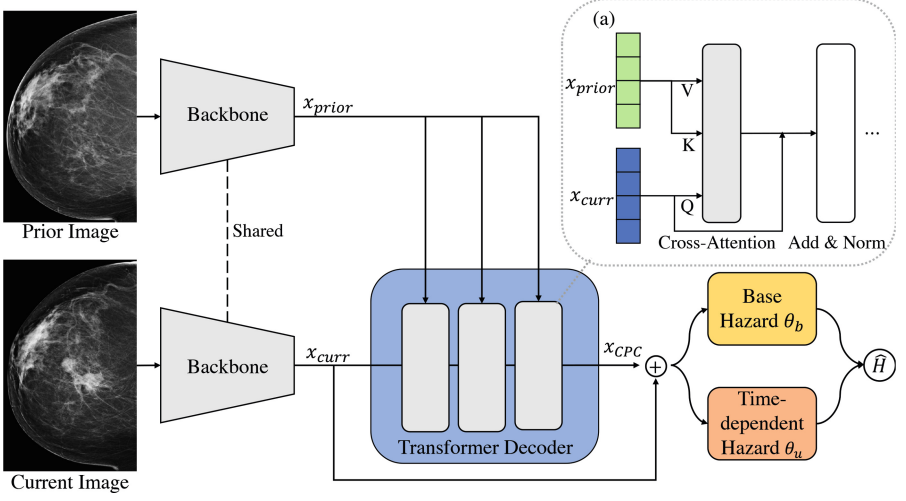 (a)
x_prior
V
K
x_curr
Q
...
Cross-Attention
Add & Norm
Backbone
x_prior
Prior Image
Shared
Backbone
x_curr
Transformer Decoder
x_CPC
+
Base
Hazard θ_b
Time-
dependent
Hazard θ_u
Ĥ
Current Image